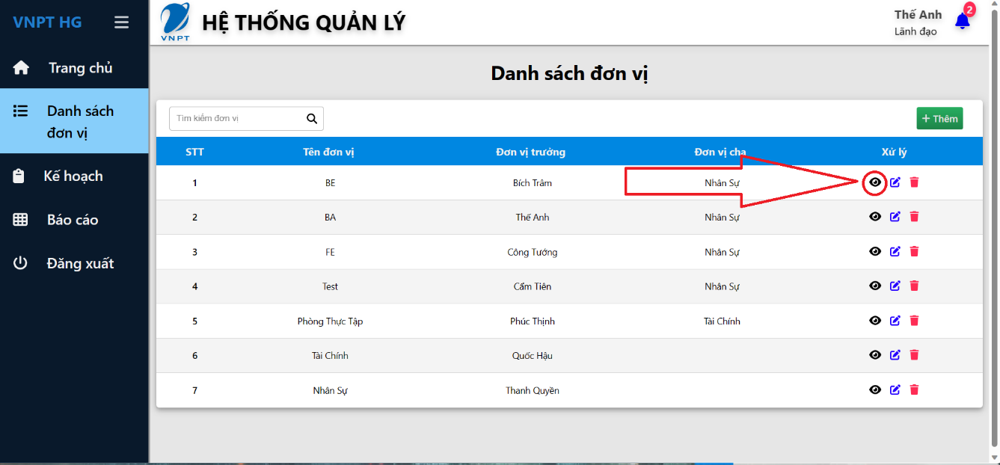 VNPT HG
VNPT
HỆ THỐNG QUẢN LÝ
Thế Anh
Lãnh đạo
2
Trang chủ
Danh sách
đơn vị
Kế hoạch
Báo cáo
Đăng xuất
Danh sách đơn vị
Tìm kiếm đơn vị
+ Thêm
STT Tên đơn vị Đơn vị trưởng Đơn vị cha Xử lý
1 BE Bích Trâm Nhân Sự
2 BA Thế Anh Nhân Sự
3 FE Công Tướng Nhân Sự
4 Test Cẩm Tiên Nhân Sự
5 Phòng Thực Tập Phúc Thịnh Tài Chính
6 Tài Chính Quốc Hậu
7 Nhân Sự Thanh Quyền